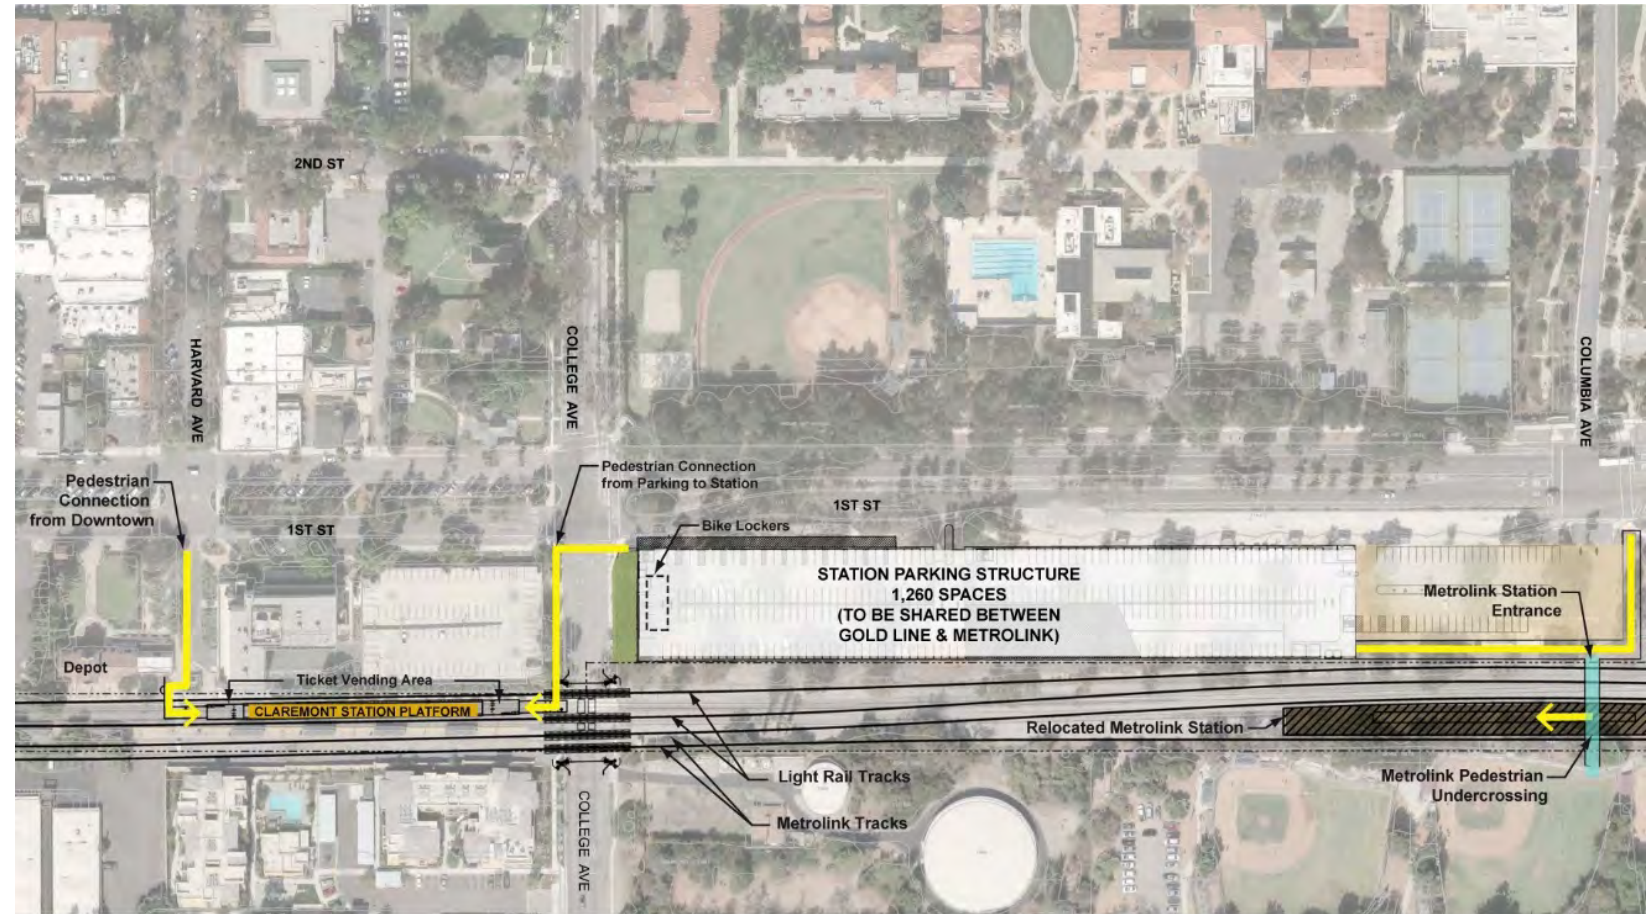 2ND ST
HARVARD AVE
COLLEGE AVE
COLUMBIA AVE
Pedestrian
Connection
from Downtown
Pedestrian Connection
from Parking to Station
1ST ST
1ST ST
Bike Lockers
STATION PARKING STRUCTURE
1,260 SPACES
(TO BE SHARED BETWEEN
GOLD LINE & METROLINK)
Metrolink Station
Entrance
Depot
Ticket Vending Area
CLAREMONT STATION PLATFORM
Relocated Metrolink Station
Light Rail Tracks
Metrolink Tracks
Metrolink Pedestrian
Undercrossing
COLLEGE AVE